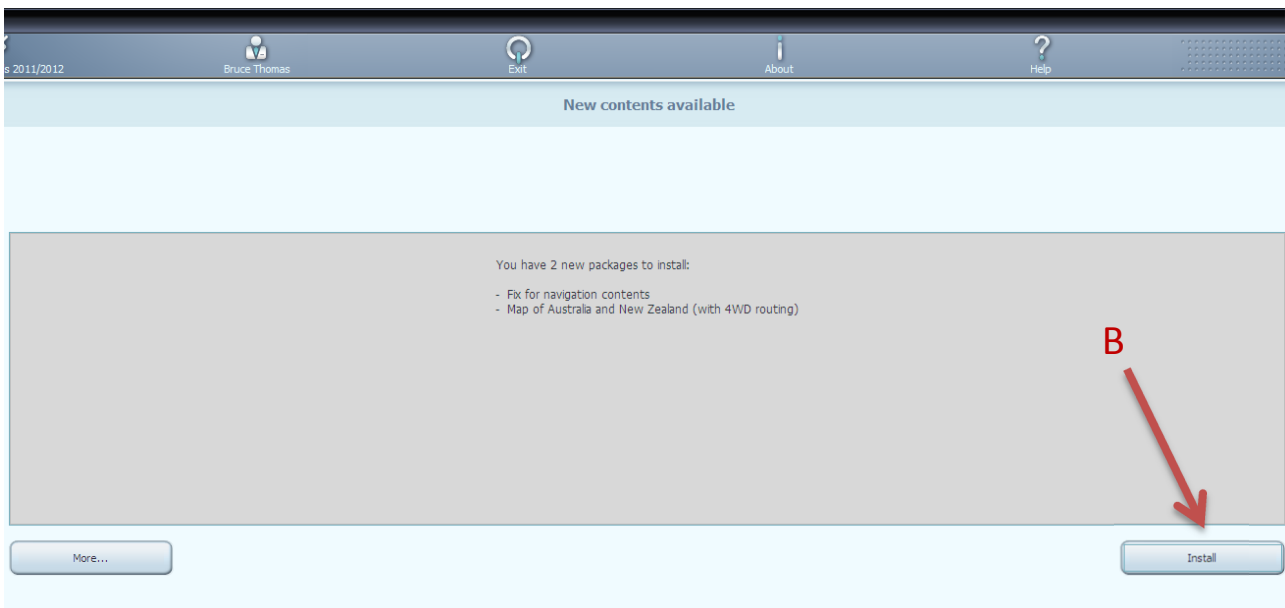 s 2011/2012 Bruce Thomas Exit About Help
New contents available
You have 2 new packages to install:
- Fix for navigation contents
- Map of Australia and New Zealand (with 4WD routing)
B
More... Install